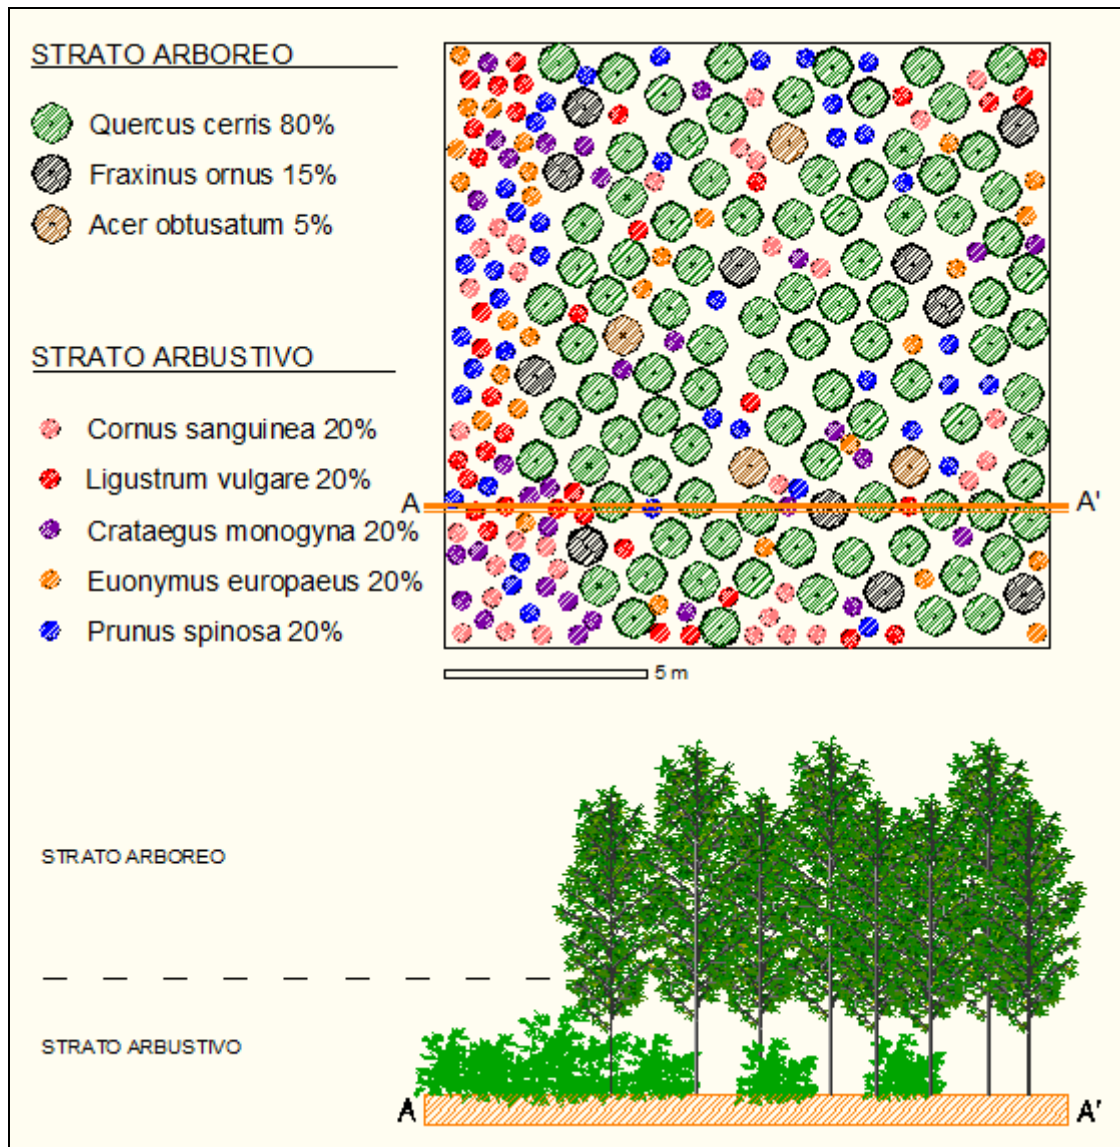 STRATO ARBOREO
Quercus cerris 80%
Fraxinus ornus 15%
Acer obtusatum 5%
STRATO ARBUSTIVO
Cornus sanguinea 20%
Ligustrum vulgare 20%
Crataegus monogyna 20%
Euonymus europaeus 20%
Prunus spinosa 20%
A A'
5 m
STRATO ARBOREO
STRATO ARBUSTIVO
A A'